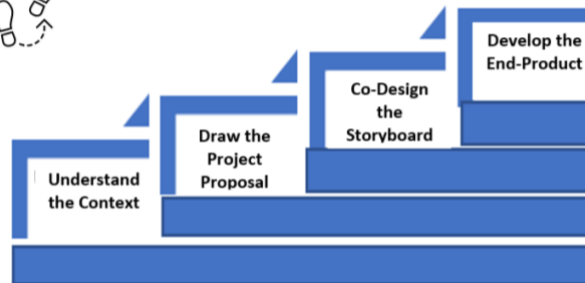 Understand
the Context
Draw the
Project
Proposal
Co-Design
the
Storyboard
Develop the
End-Product